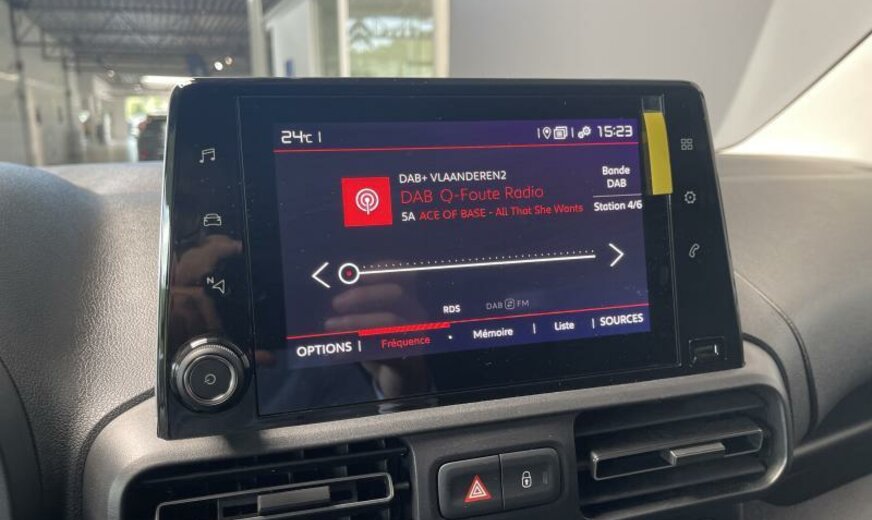 24°C | 15:23
DAB+ VLAANDEREN2
DAB Q-Foute Radio
5A ACE OF BASE - All That She Wants
Bande
DAB
Station 4/6
RDS DAB FM
OPTIONS | Fréquence Mémoire | Liste | SOURCES
N